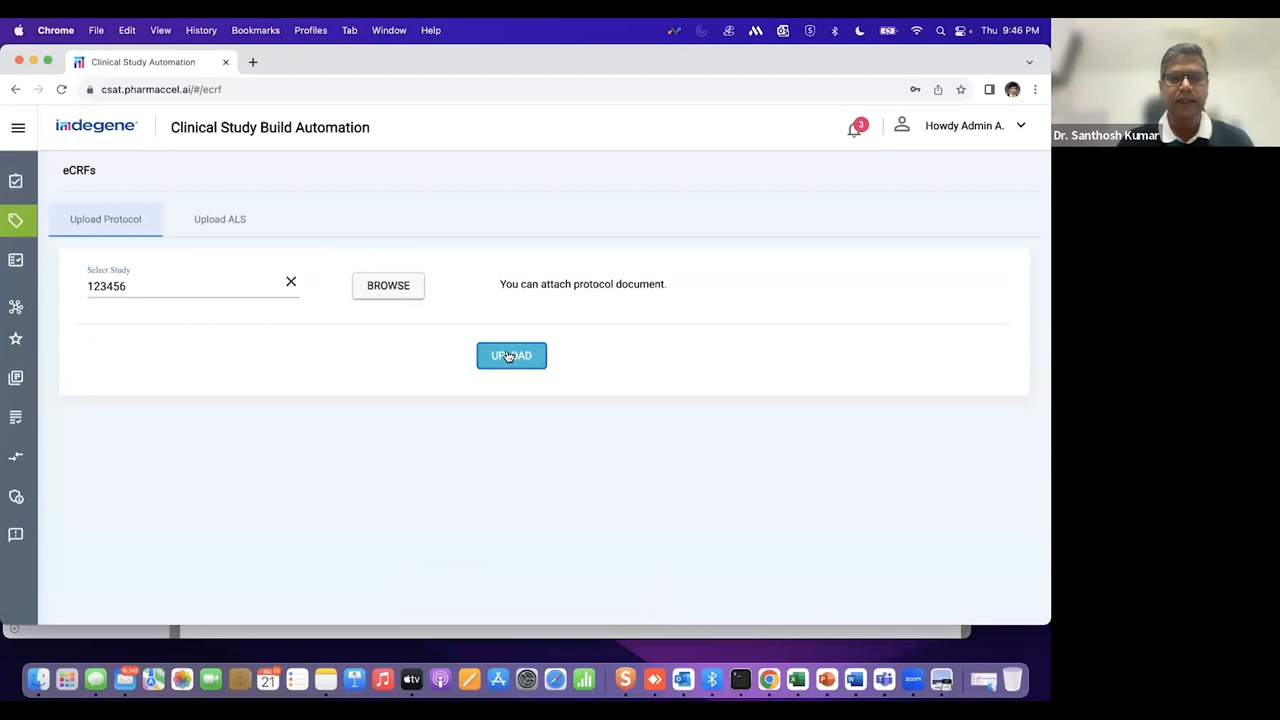 Chrome File Edit View History Bookmarks Profiles Tab Window Help Thu 9:46 PM
Clinical Study Automation
csat.pharmaccel.ai/#/ecrf
indegene Clinical Study Build Automation 3 Howdy Admin A.
Dr. Santhosh Kumar
eCRFs
Upload Protocol Upload ALS
Select Study
123456 BROWSE You can attach protocol document.
UPLOAD
21
zoom